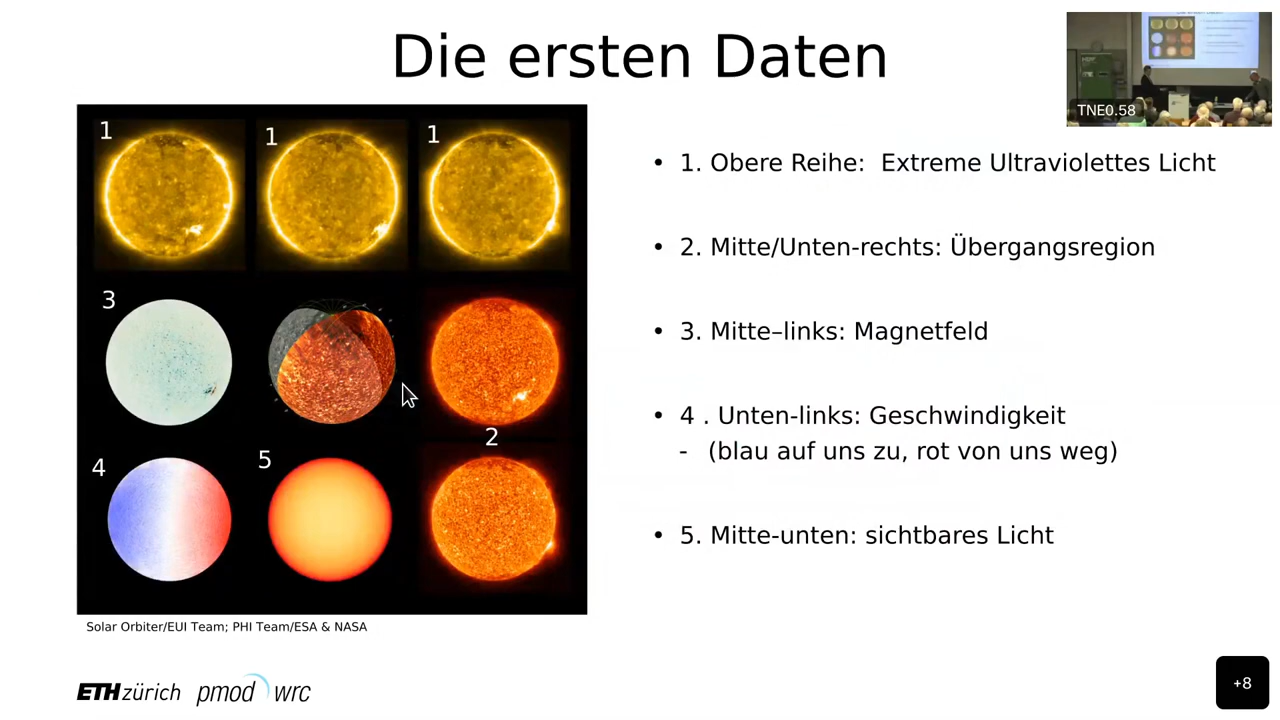 Die ersten Daten
TNE0.58
1
1
1
3
2
4
5
• 1. Obere Reihe:  Extreme Ultraviolettes Licht
• 2. Mitte/Unten-rechts: Übergangsregion
• 3. Mitte–links: Magnetfeld
• 4 . Unten-links: Geschwindigkeit
- (blau auf uns zu, rot von uns weg)
• 5. Mitte-unten: sichtbares Licht
Solar Orbiter/EUI Team; PHI Team/ESA & NASA
ETH zürich pmod wrc
+8